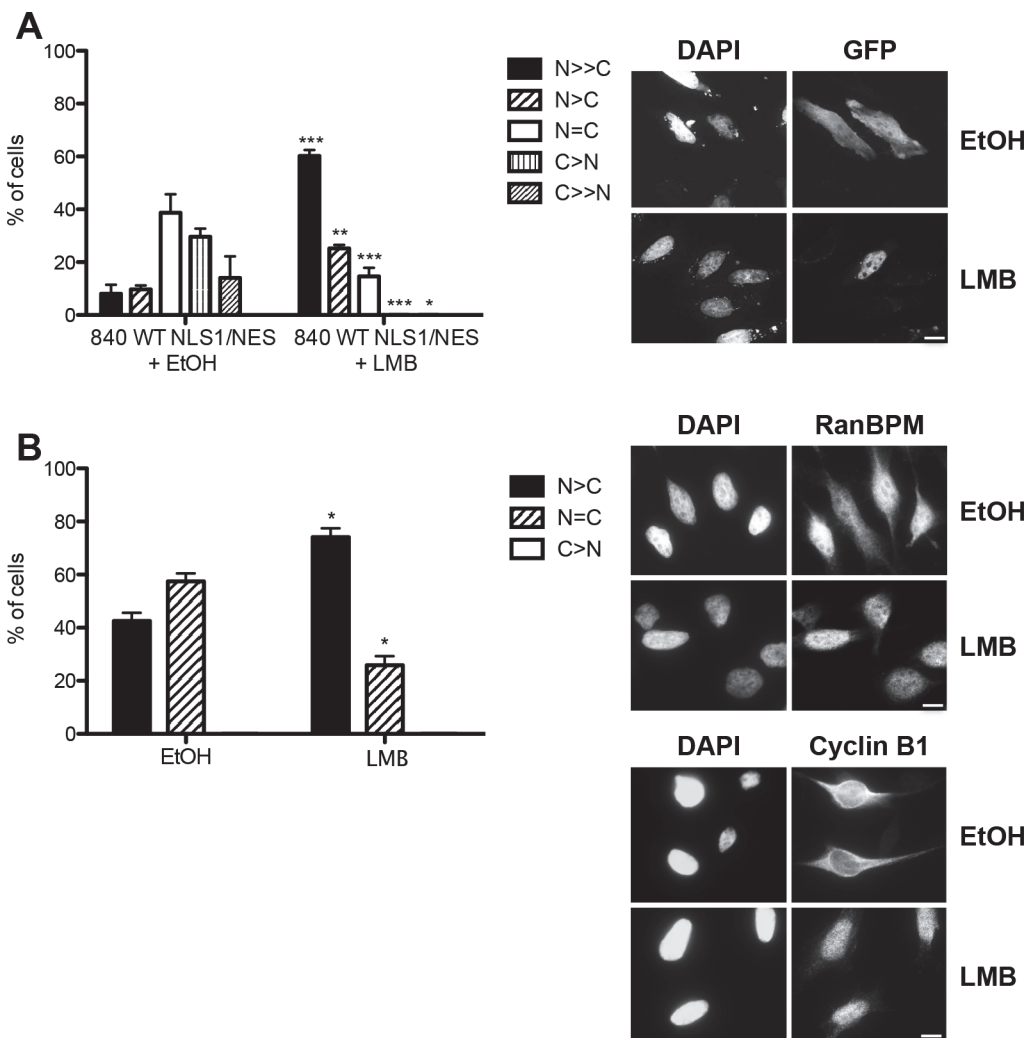 A
100
80
60
40
20
0
% of cells
*** ** *** *** *
840 WT NLS1/NES
+ EtOH
840 WT NLS1/NES
+ LMB
N>>C
N>C
N=C
C>N
C>>N
DAPI GFP
EtOH
LMB
B
100
80
60
40
20
0
% of cells
* *
EtOH LMB
N>C
N=C
C>N
DAPI RanBPM
EtOH
LMB
DAPI Cyclin B1
EtOH
LMB